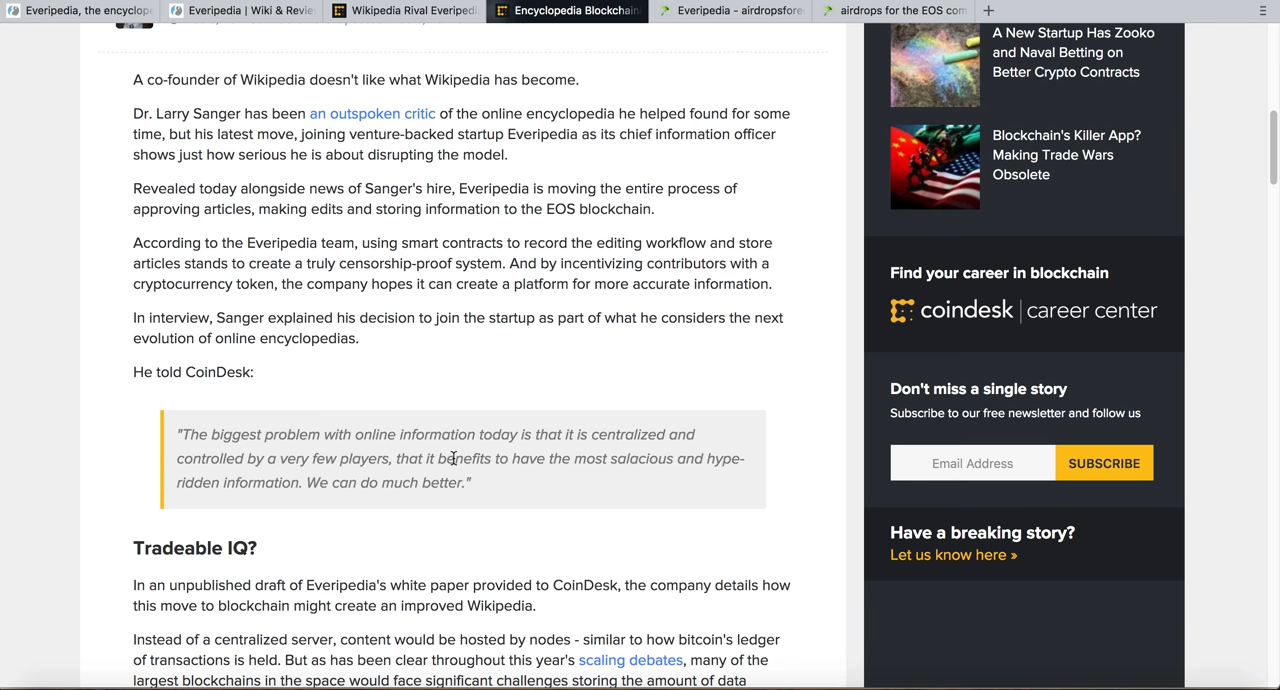 Everipedia, the encyclope
Everipedia | Wiki & Revie
Wikipedia Rival Everipedi
Encyclopedia Blockchain
Everipedia - airdropsfore
airdrops for the EOS com
A co-founder of Wikipedia doesn't like what Wikipedia has become.
Dr. Larry Sanger has been an outspoken critic of the online encyclopedia he helped found for some
time, but his latest move, joining venture-backed startup Everipedia as its chief information officer
shows just how serious he is about disrupting the model.
Revealed today alongside news of Sanger's hire, Everipedia is moving the entire process of
approving articles, making edits and storing information to the EOS blockchain.
According to the Everipedia team, using smart contracts to record the editing workflow and store
articles stands to create a truly censorship-proof system. And by incentivizing contributors with a
cryptocurrency token, the company hopes it can create a platform for more accurate information.
In interview, Sanger explained his decision to join the startup as part of what he considers the next
evolution of online encyclopedias.
He told CoinDesk:
"The biggest problem with online information today is that it is centralized and
controlled by a very few players, that it benefits to have the most salacious and hype-
ridden information. We can do much better."
Tradeable IQ?
In an unpublished draft of Everipedia's white paper provided to CoinDesk, the company details how
this move to blockchain might create an improved Wikipedia.
Instead of a centralized server, content would be hosted by nodes - similar to how bitcoin's ledger
of transactions is held. But as has been clear throughout this year's scaling debates, many of the
largest blockchains in the space would face significant challenges storing the amount of data
A New Startup Has Zooko
and Naval Betting on
Better Crypto Contracts
Blockchain's Killer App?
Making Trade Wars
Obsolete
Find your career in blockchain
coindesk | career center
Don't miss a single story
Subscribe to our free newsletter and follow us
Email Address
SUBSCRIBE
Have a breaking story?
Let us know here »